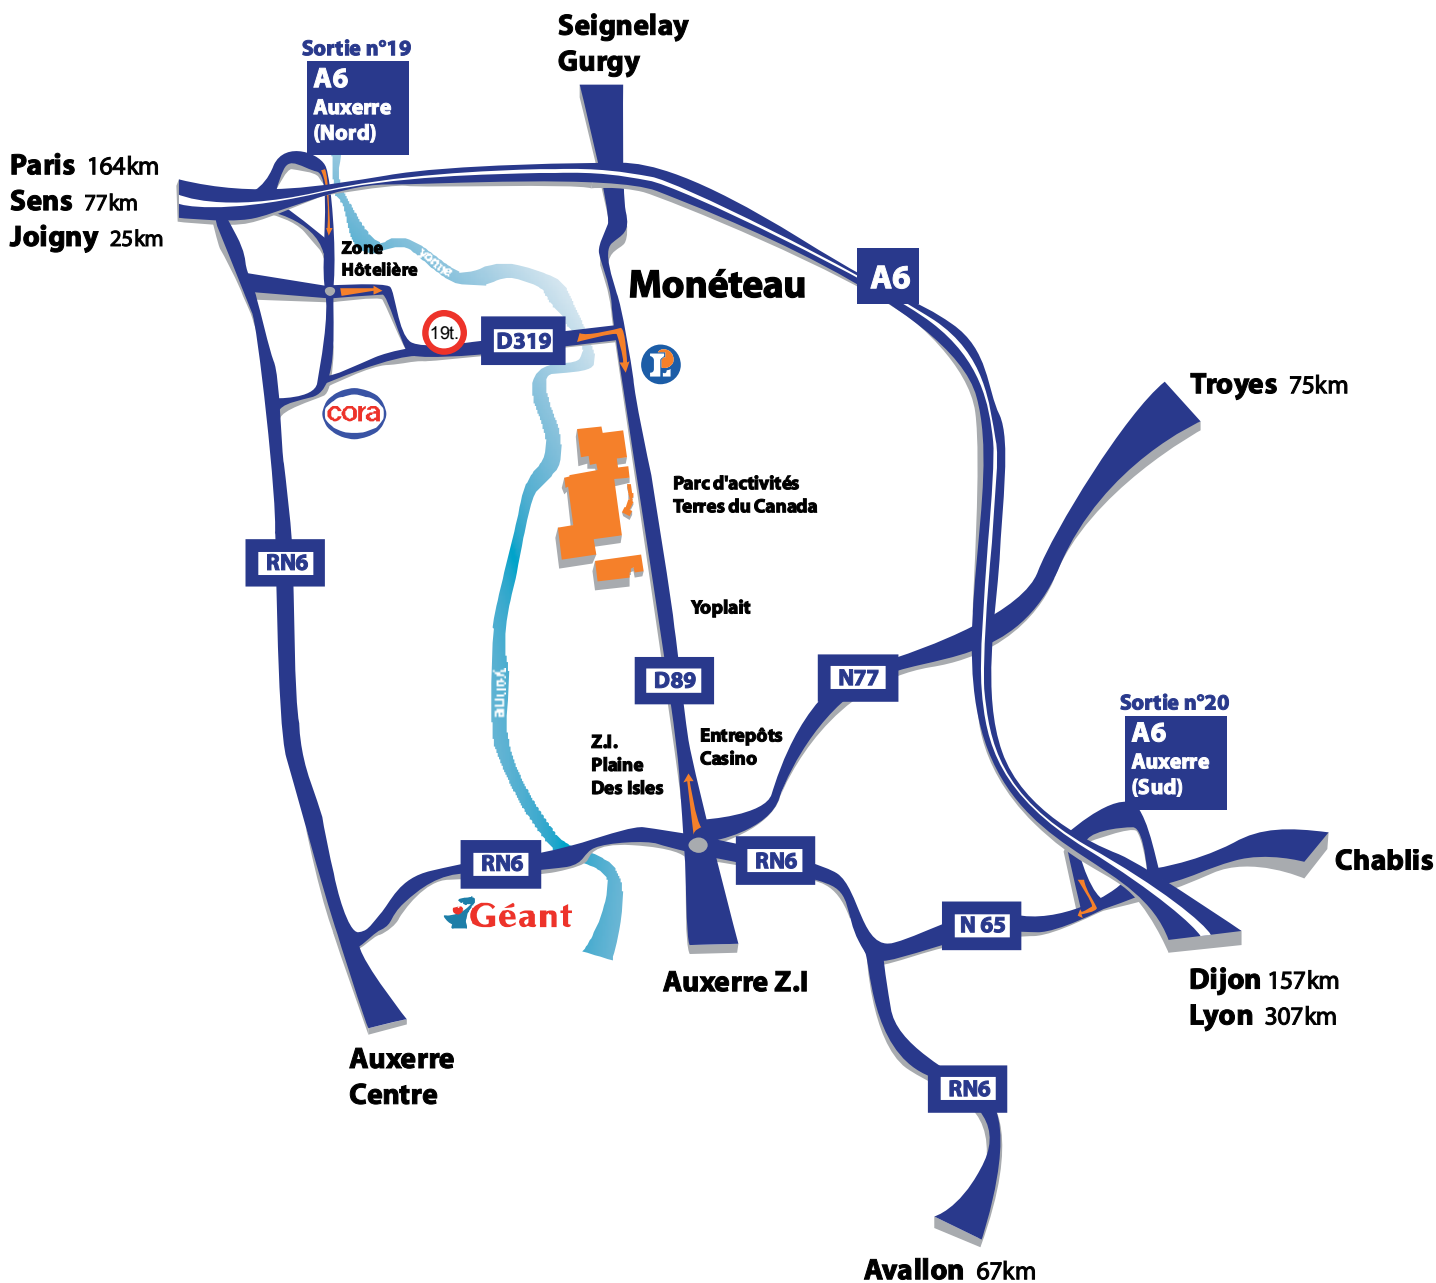 Seignelay
Gurgy
Sortie n°19
A6
Auxerre
(Nord)
Paris 164km
Sens 77km
Joigny 25km
Zone
Hôtelière
yonne
Monéteau
A6
19t.
D319
L
cora
Troyes 75km
Parc d'activités
Terres du Canada
RN6
Yoplait
yonne
D89
N77
Sortie n°20
A6
Auxerre
(Sud)
Z.I.
Plaine
Des Isles
Entrepôts
Casino
RN6
RN6
Chablis
Géant
N 65
Auxerre Z.I
Dijon 157km
Lyon 307km
Auxerre
Centre
RN6
Avallon 67km